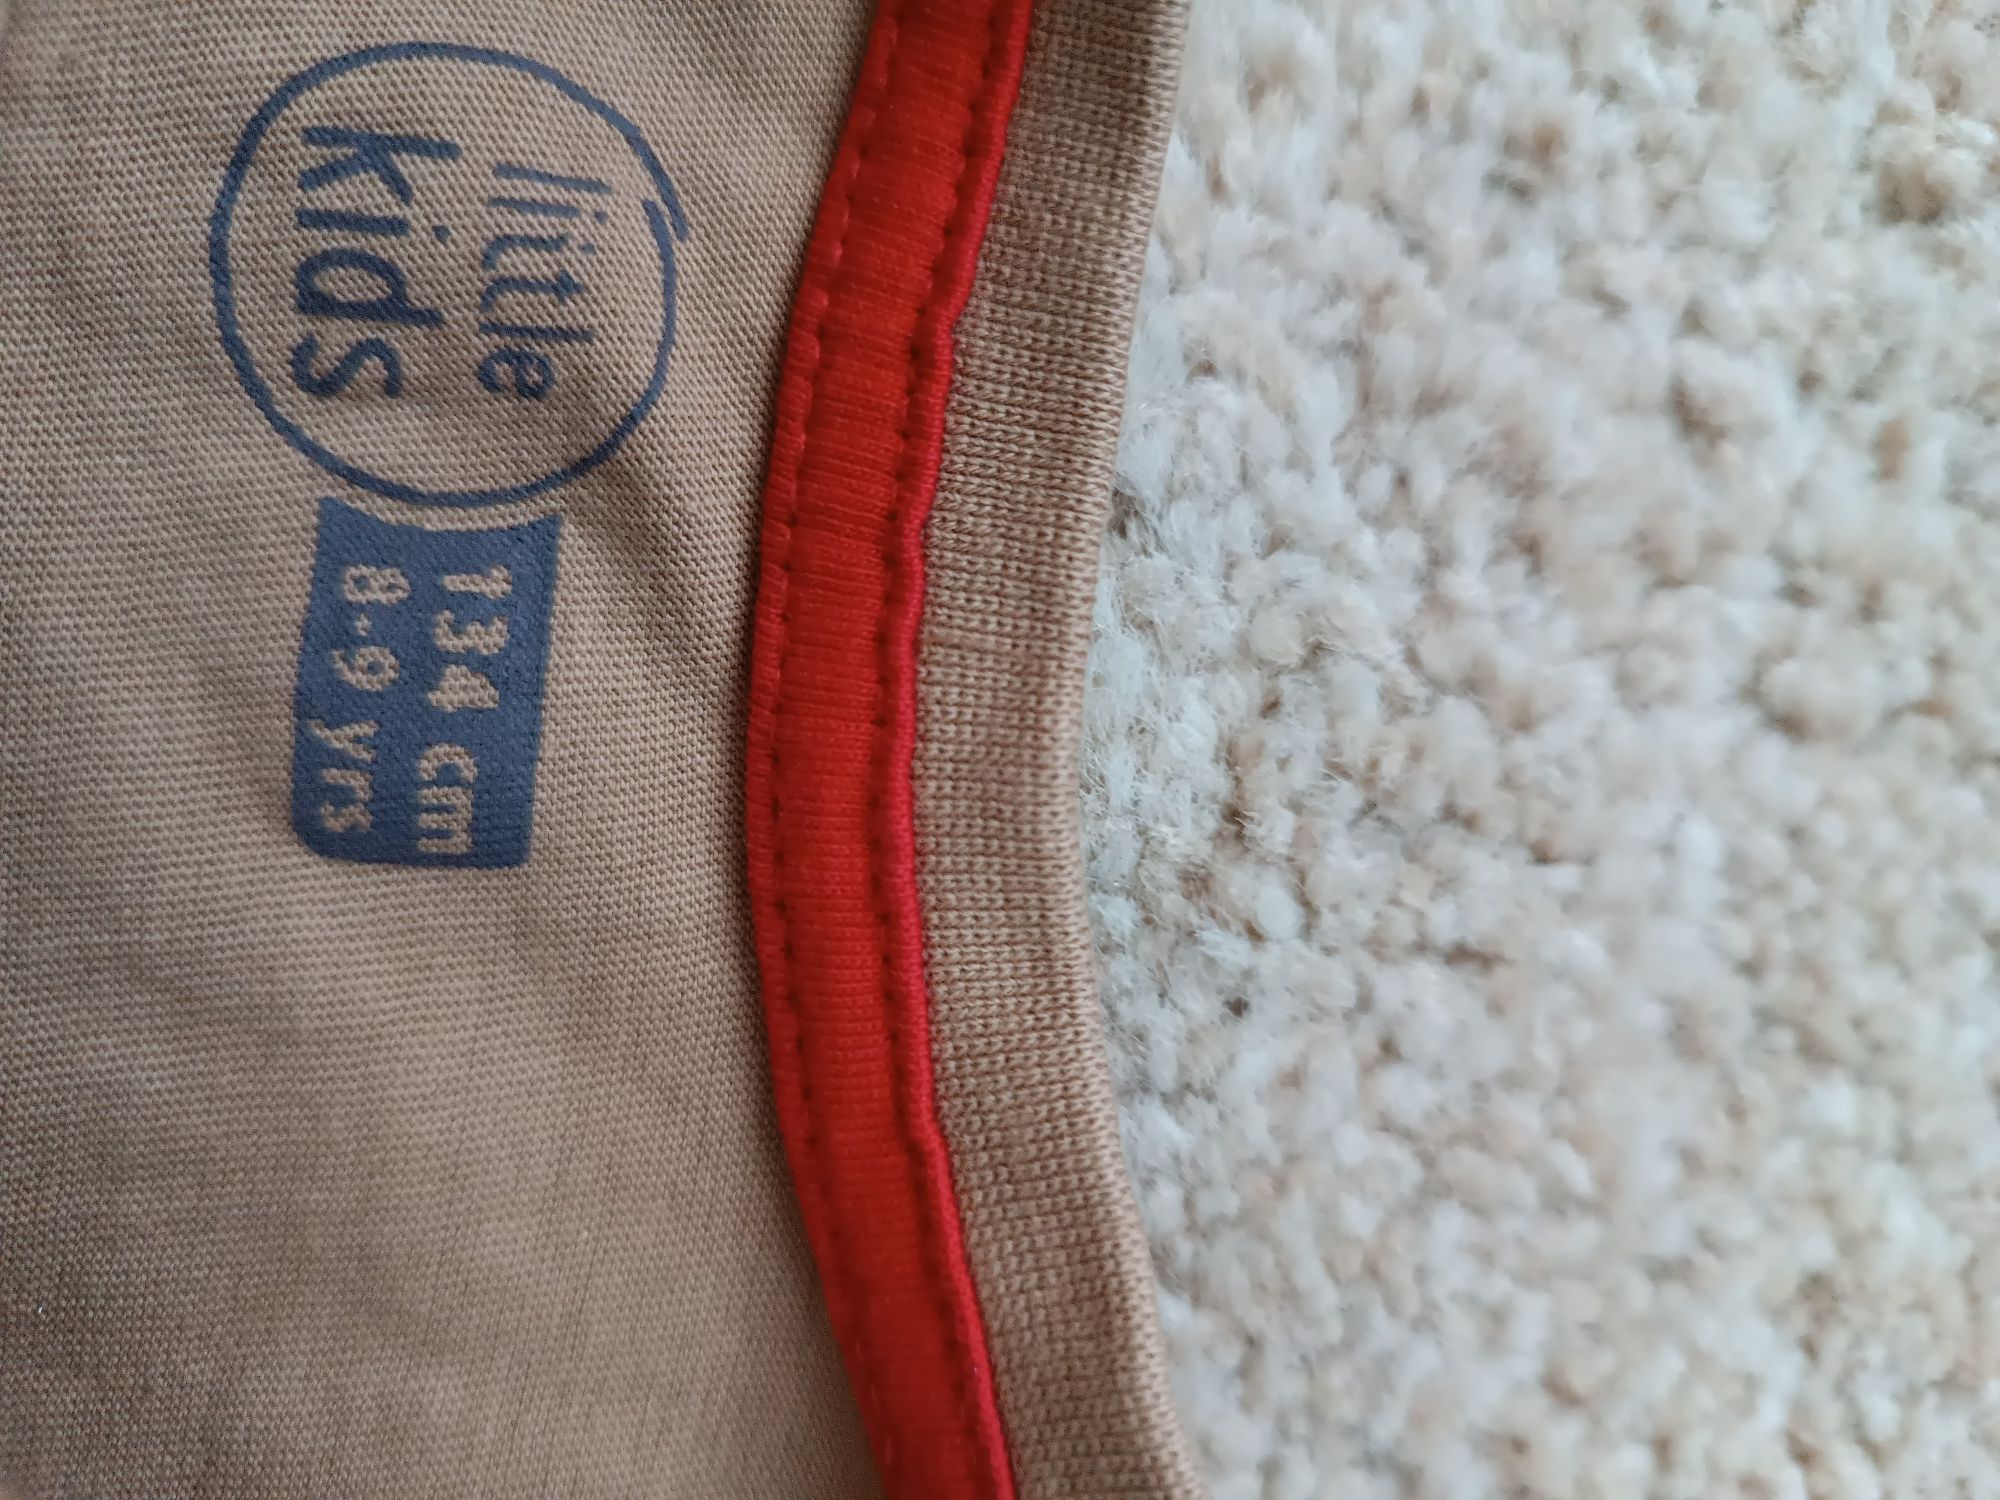 little
kids
134 cm
8-9 yrs